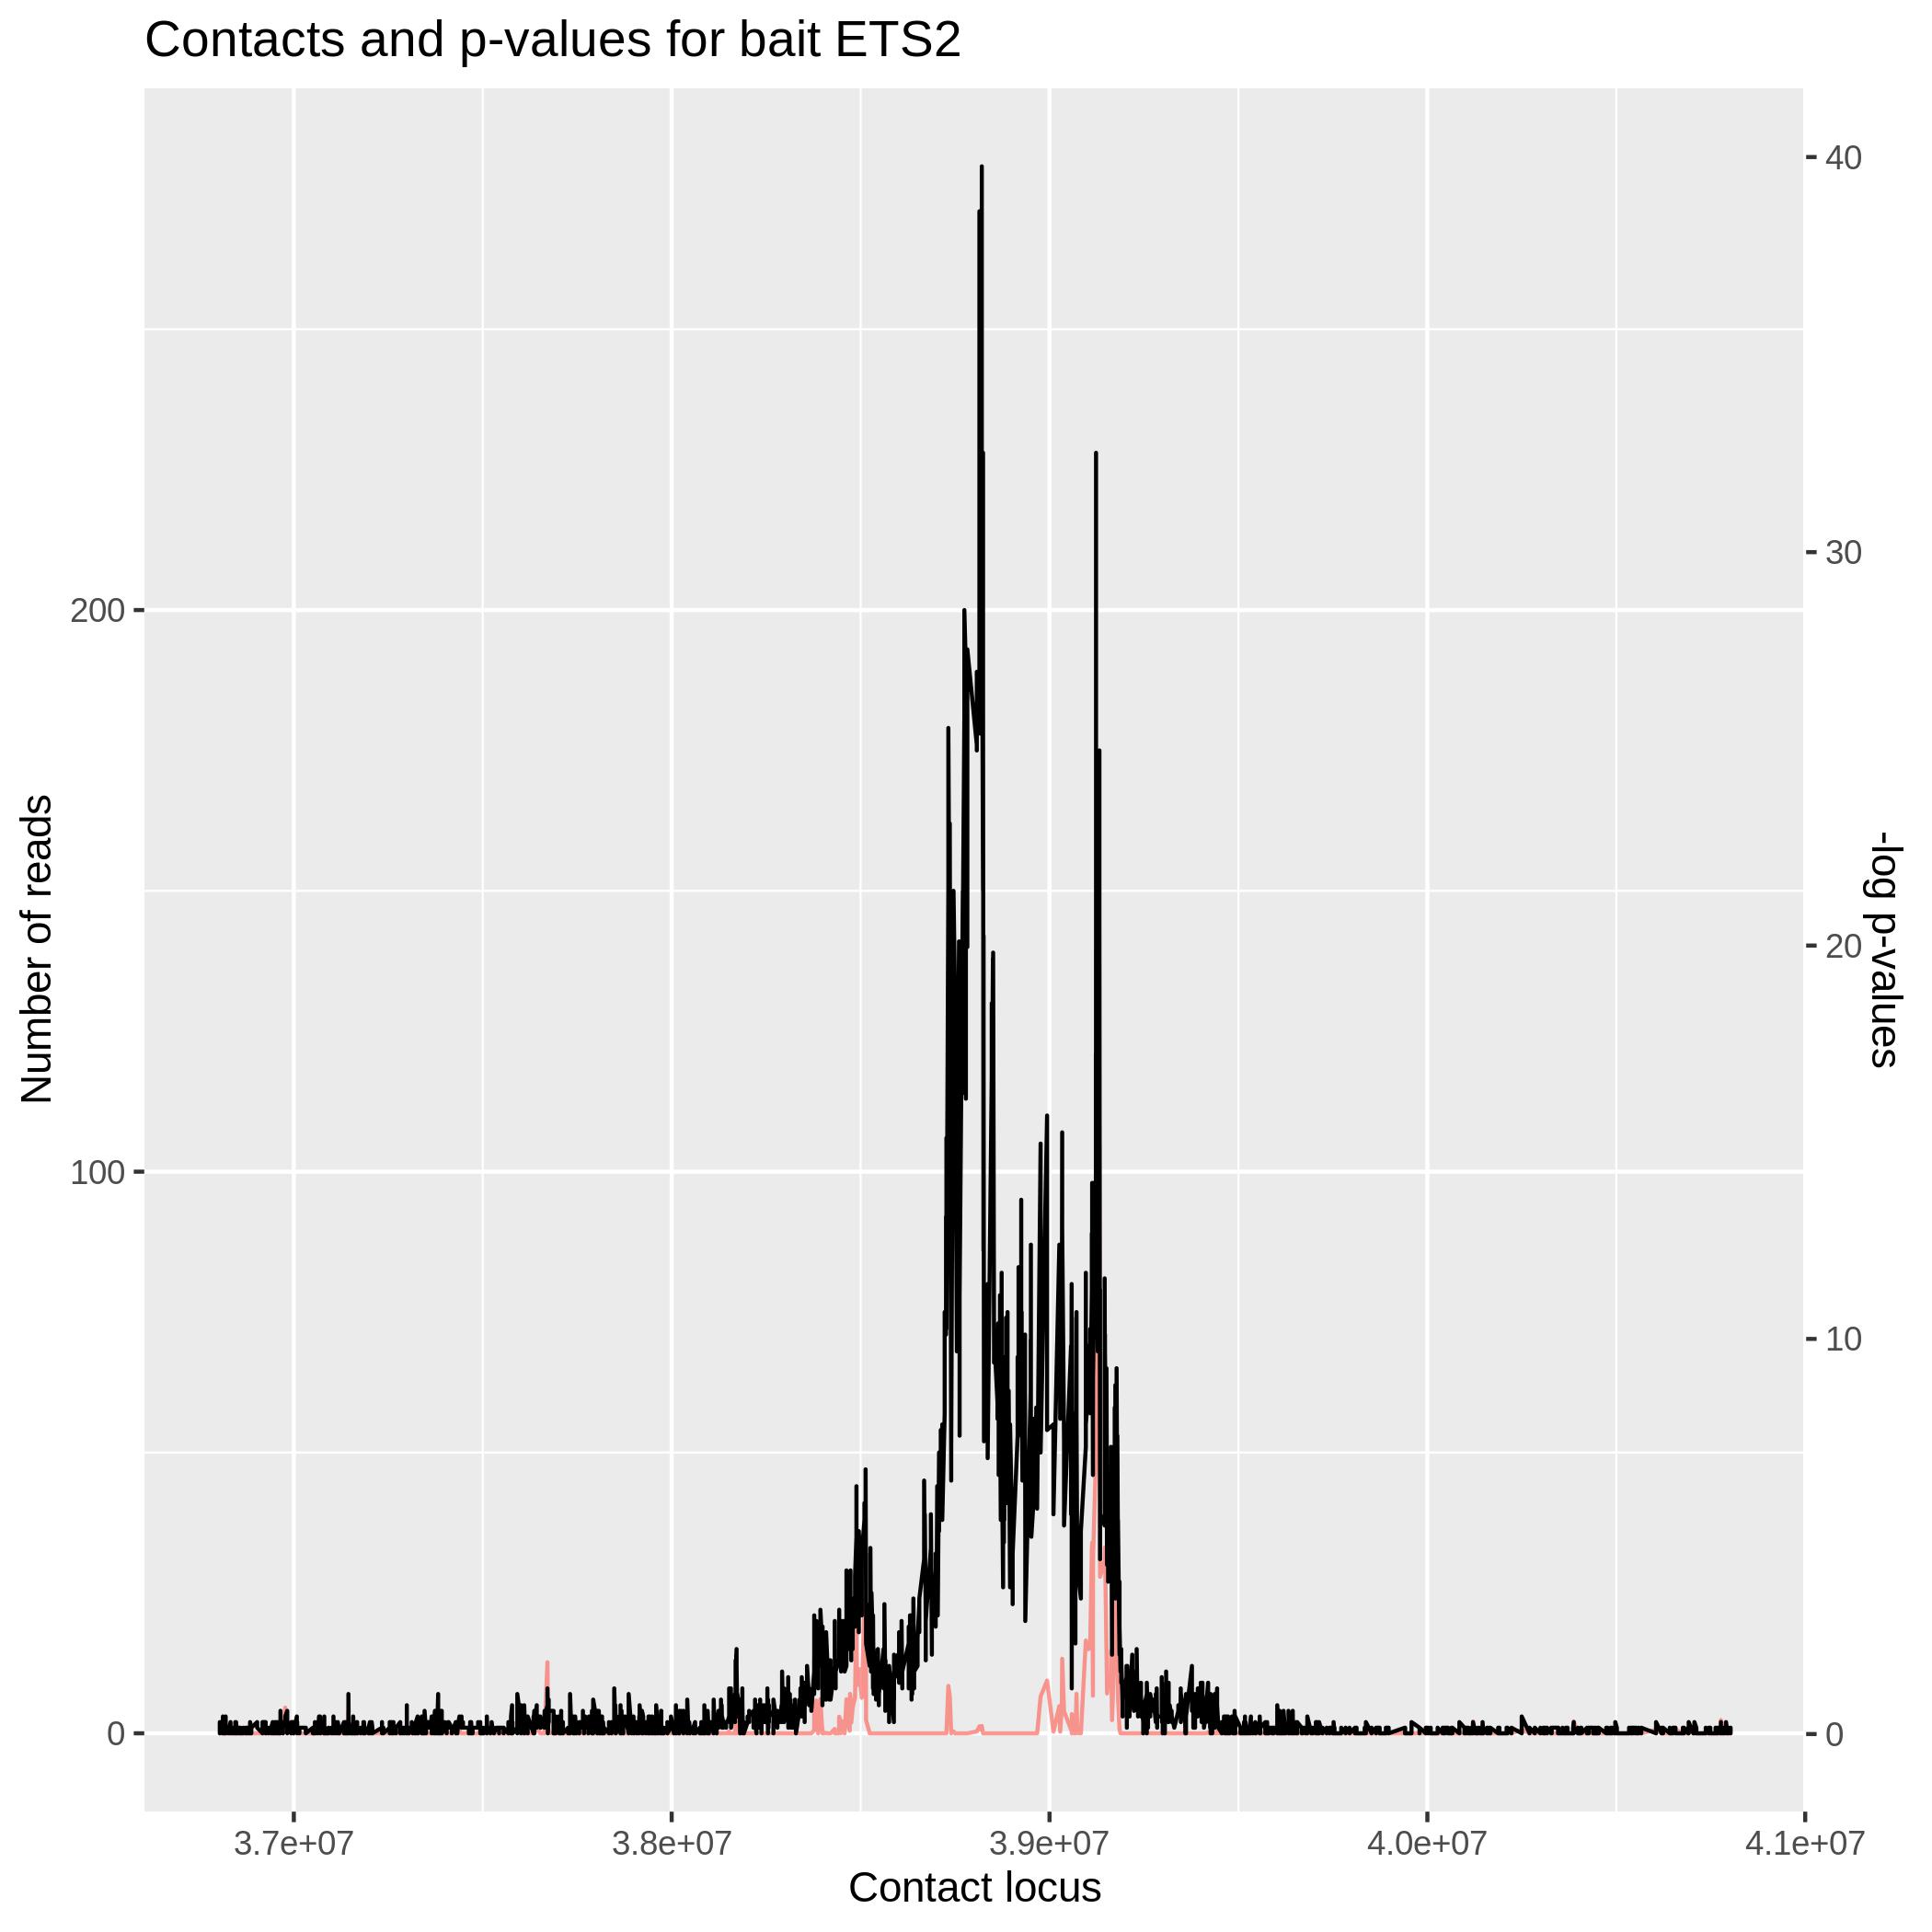 Contacts and p-values for bait ETS2
Number of reads
200
100
0
40
30
20
10
0
-log p-values
3.7e+07 3.8e+07 3.9e+07 4.0e+07 4.1e+07
Contact locus